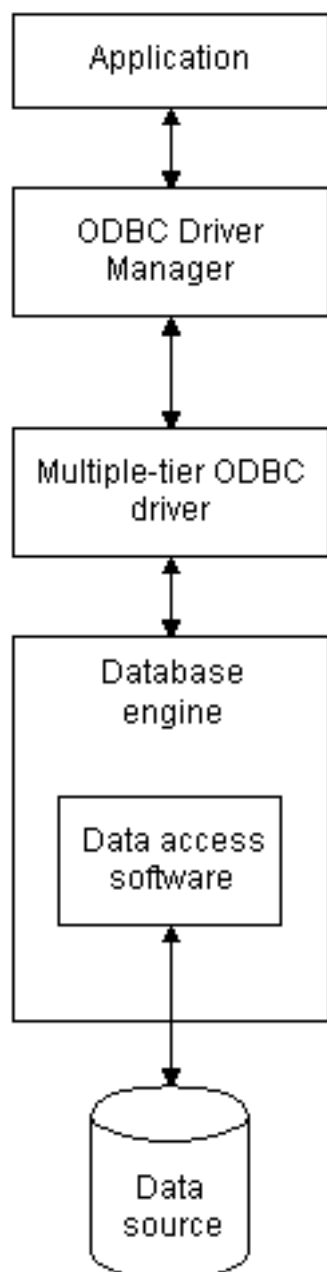 Application
ODBC Driver
Manager
Multiple-tier ODBC
driver
Database
engine
Data access
software
Data
source